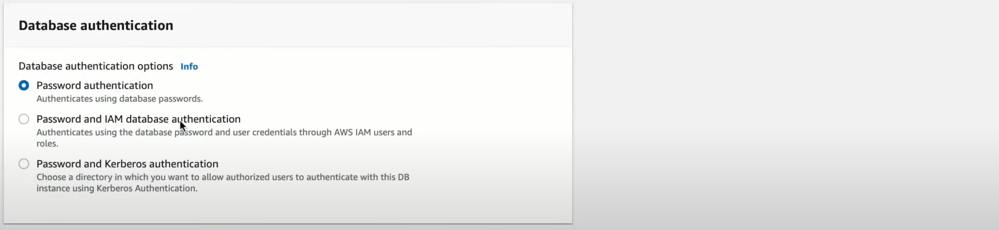 Database authentication
Database authentication options Info
Password authentication
Authenticates using database passwords.
Password and IAM database authentication
Authenticates using the database password and user credentials through AWS IAM users and
roles.
Password and Kerberos authentication
Choose a directory in which you want to allow authorized users to authenticate with this DB
instance using Kerberos Authentication.